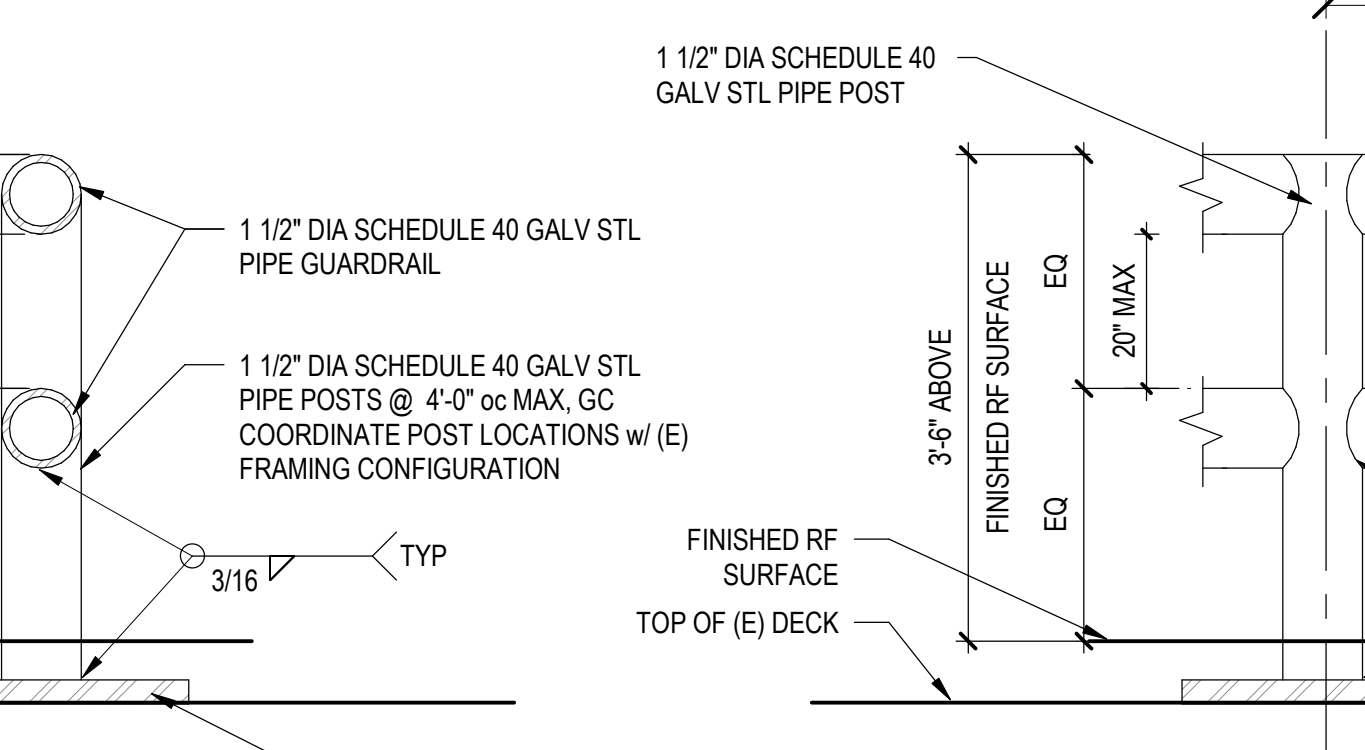 1 1/2" DIA SCHEDULE 40
GALV STL PIPE POST
1 1/2" DIA SCHEDULE 40 GALV STL
PIPE GUARDRAIL
1 1/2" DIA SCHEDULE 40 GALV STL
PIPE POSTS @ 4'-0" oc MAX, GC
COORDINATE POST LOCATIONS w/ (E)
FRAMING CONFIGURATION
3/16
TYP
3'-6" ABOVE
FINISHED RF SURFACE
EQ
EQ
20" MAX
FINISHED RF
SURFACE
TOP OF (E) DECK